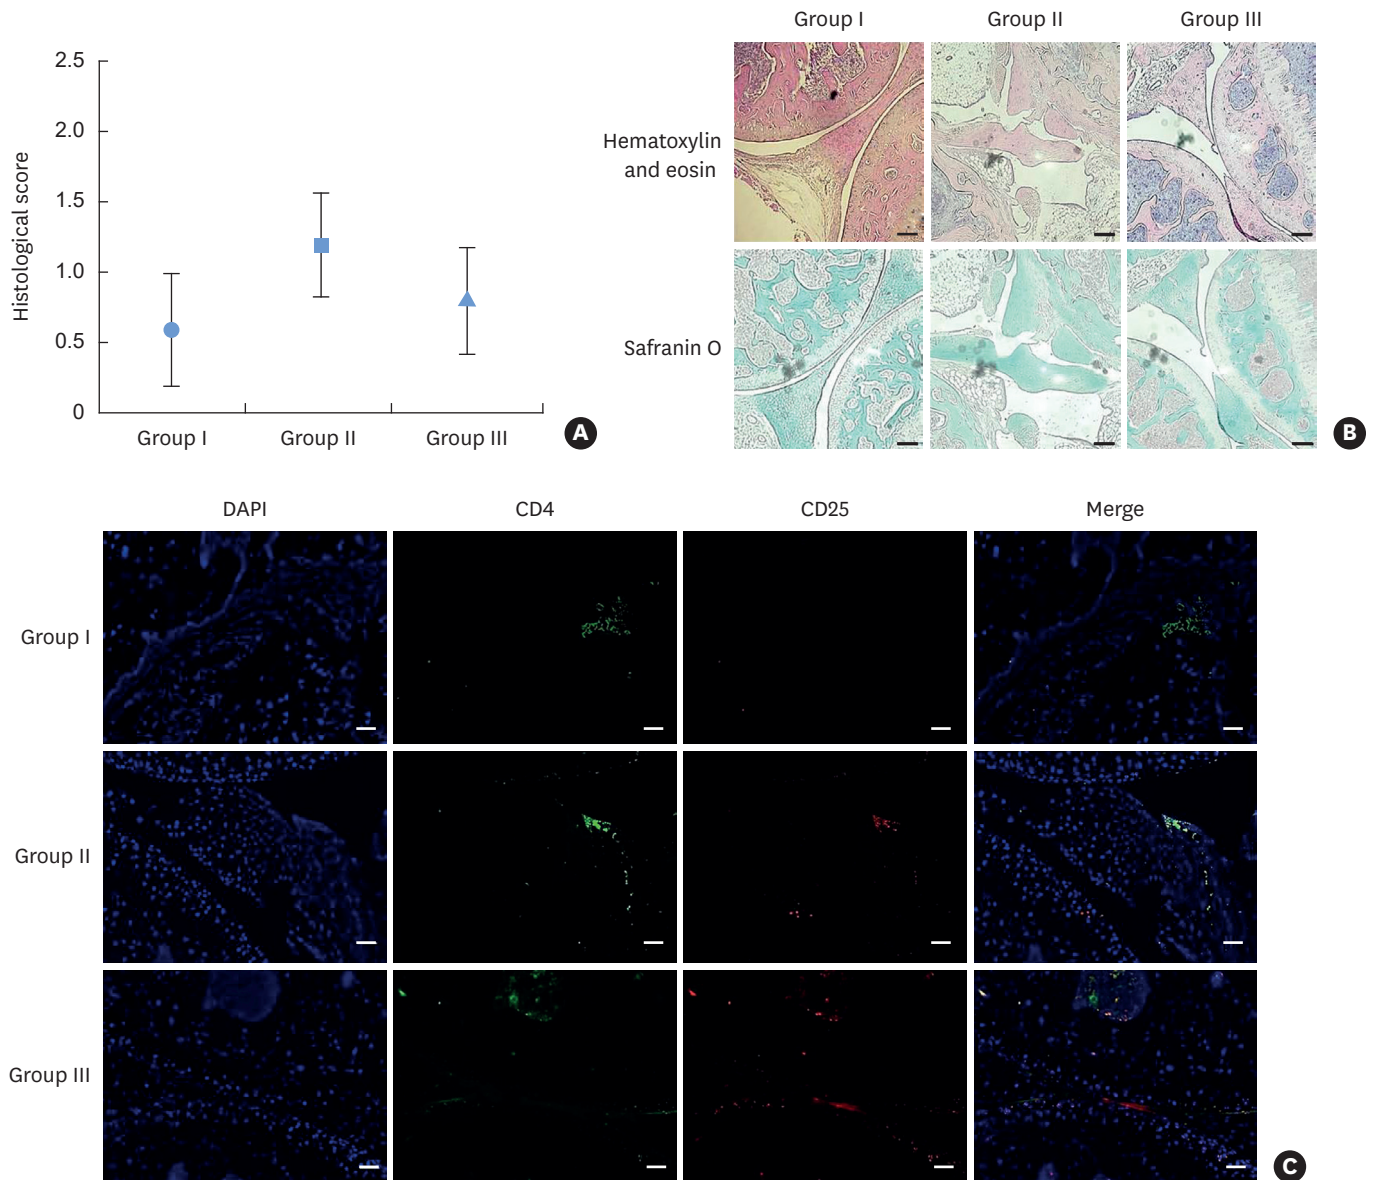 Histological score
2.5
2.0
1.5
1.0
0.5
0
Group I
Group II
Group III
A
Group I
Group II
Group III
Hematoxylin
and eosin
Safranin O
B
DAPI
CD4
CD25
Merge
Group I
Group II
Group III
C